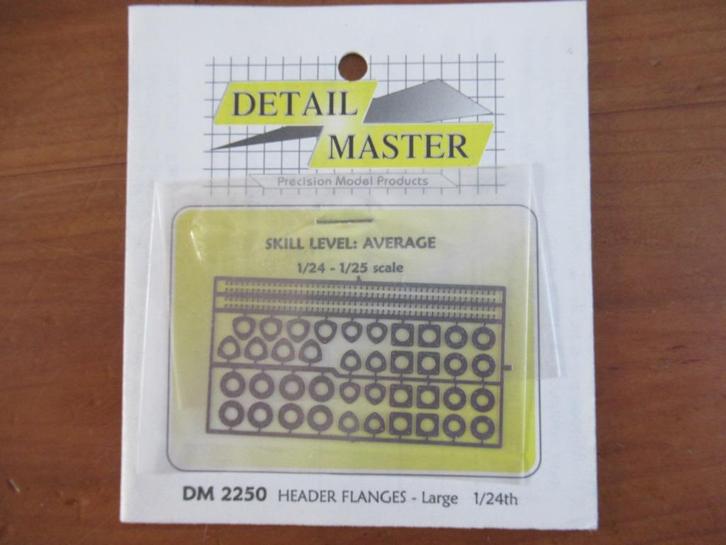 DETAIL
MASTER
Precision Model Products
SKILL LEVEL: AVERAGE
1/24 - 1/25 scale
DM 2250 HEADER FLANGES - Large 1/24th